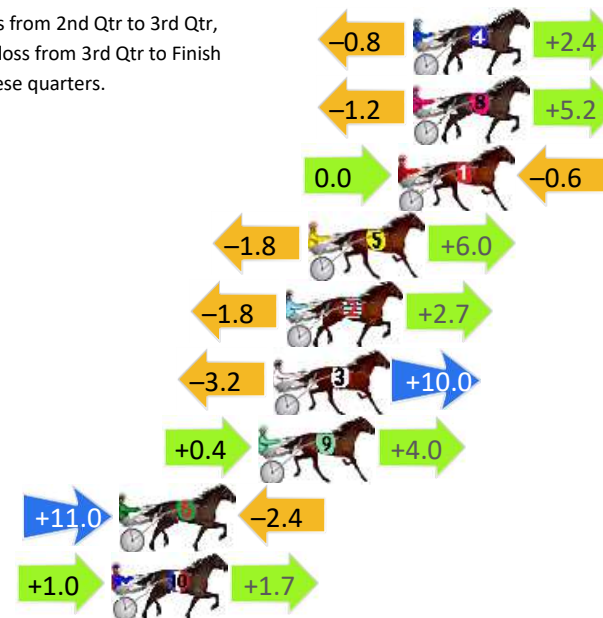 s from 2nd Qtr to 3rd Qtr,
loss from 3rd Qtr to Finish
ese quarters.
–0.8 4 +2.4
–1.2 8 +5.2
0.0 1 –0.6
–1.8 5 +6.0
–1.8 2 +2.7
–3.2 3 +10.0
+0.4 9 +4.0
+11.0 –2.4
+1.0 10 +1.7